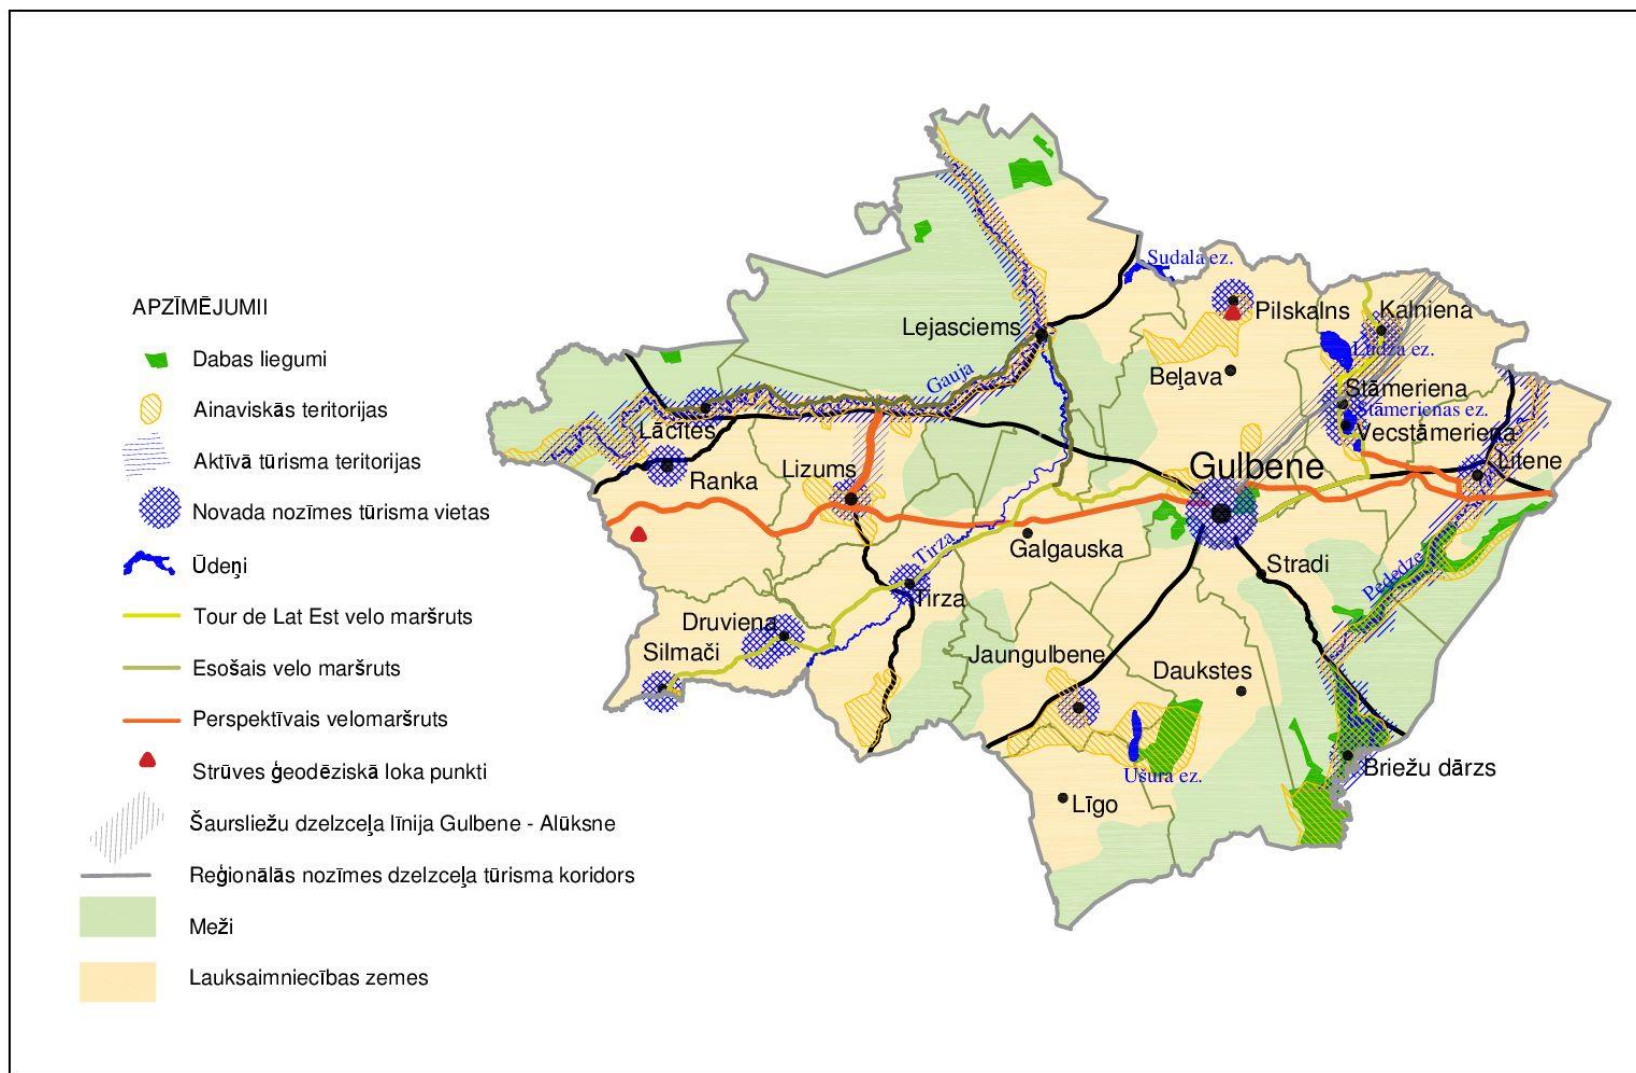 APZĪMĒJUMII
Dabas liegumi
Ainaviskās teritorijas
Aktīvā tūrisma teritorijas
Novada nozīmes tūrisma vietas
Ūdeņi
Tour de Lat Est velo maršruts
Esošais velo maršruts
Perspektīvais velomaršruts
Strūves ģeodēziskā loka punkti
Šaursliežu dzelzceļa līnija Gulbene - Alūksne
Reģionālās nozīmes dzelzceļa tūrisma koridors
Meži
Lauksaimniecības zemes
Sudala ez.
Pilskalns
Kalniena
Lejasciems
Ludza ez.
Beļava
Gauja
Stāmeriena
Stāmerienas ez.
Lācītes
Vecstāmeriena
Ranka
Lizums
Gulbene
Litene
Tirza
Galgauska
Stradi
Pededze
Tirza
Druviena
Silmači
Jaungulbene
Daukstes
Ušura ez.
Briežu dārzs
Līgo